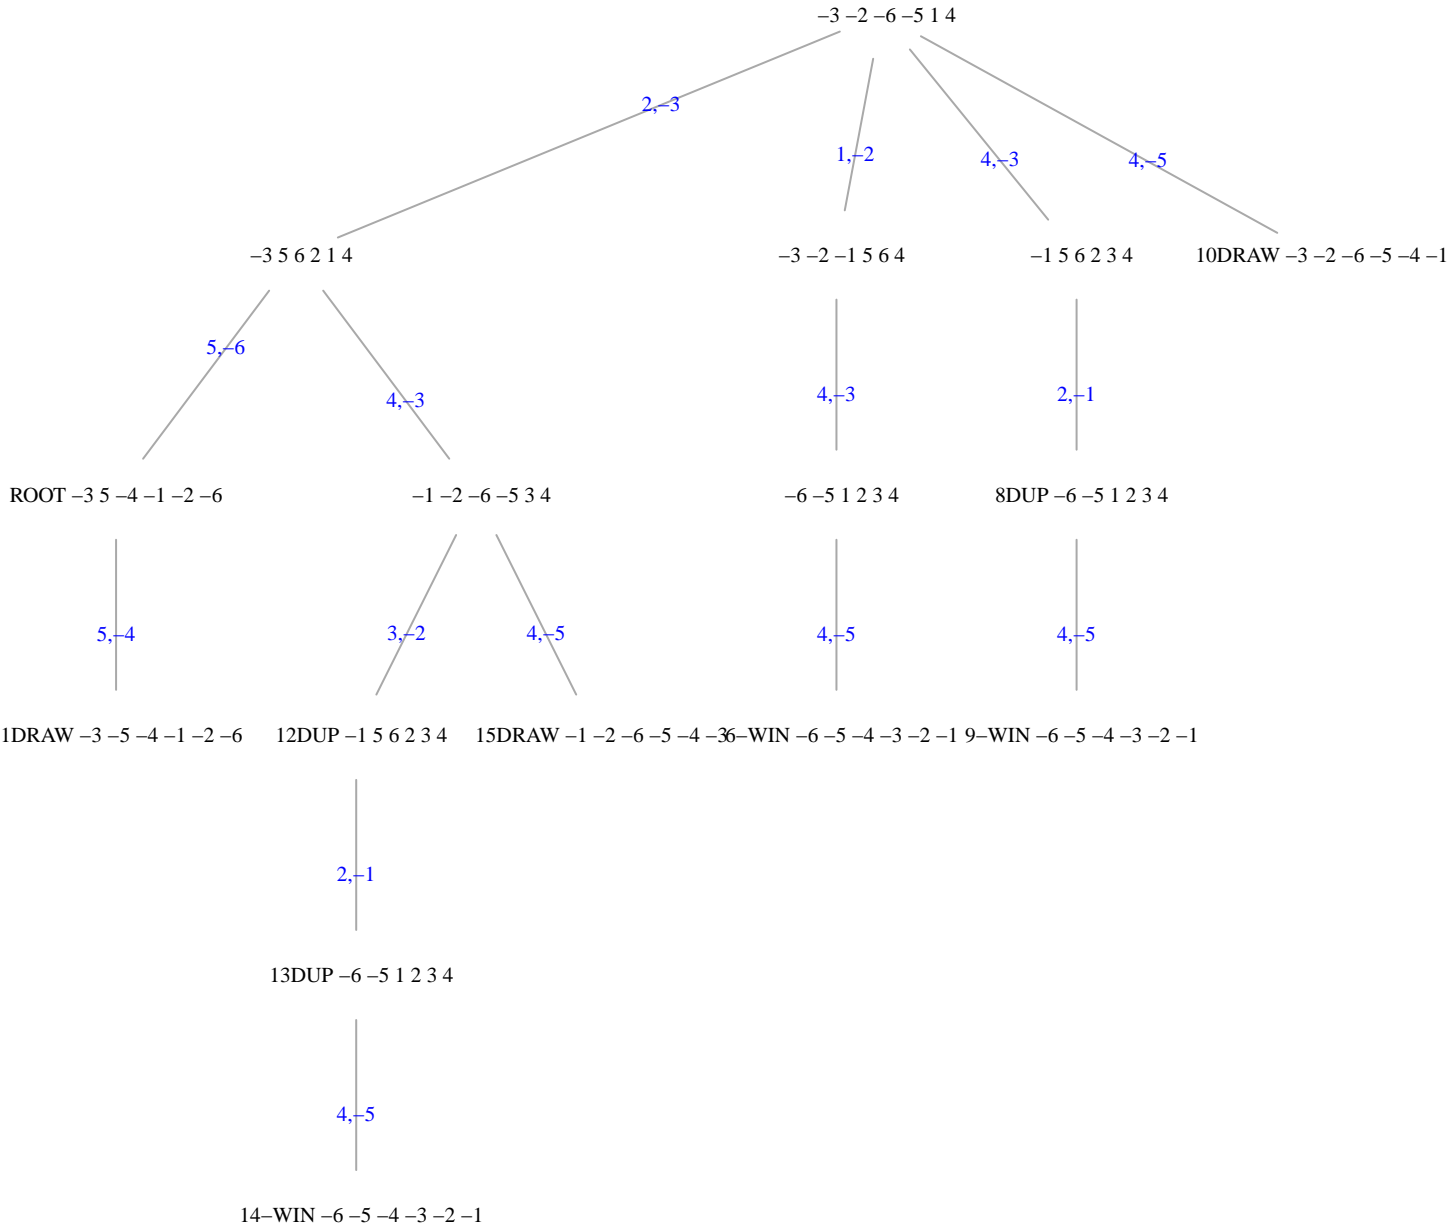 –3 –2 –6 –5 1 4
2,–3
1,–2
4,–3
4,–5
–3 5 6 2 1 4
–3 –2 –1 5 6 4
–1 5 6 2 3 4
10DRAW –3 –2 –6 –5 –4 –1
5,–6
4,–3
4,–3
2,–1
ROOT –3 5 –4 –1 –2 –6
–1 –2 –6 –5 3 4
–6 –5 1 2 3 4
8DUP –6 –5 1 2 3 4
5,–4
3,–2
4,–5
4,–5
4,–5
1DRAW –3 –5 –4 –1 –2 –6
12DUP –1 5 6 2 3 4
15DRAW –1 –2 –6 –5 –4 –3
6–WIN –6 –5 –4 –3 –2 –1
9–WIN –6 –5 –4 –3 –2 –1
2,–1
13DUP –6 –5 1 2 3 4
4,–5
14–WIN –6 –5 –4 –3 –2 –1